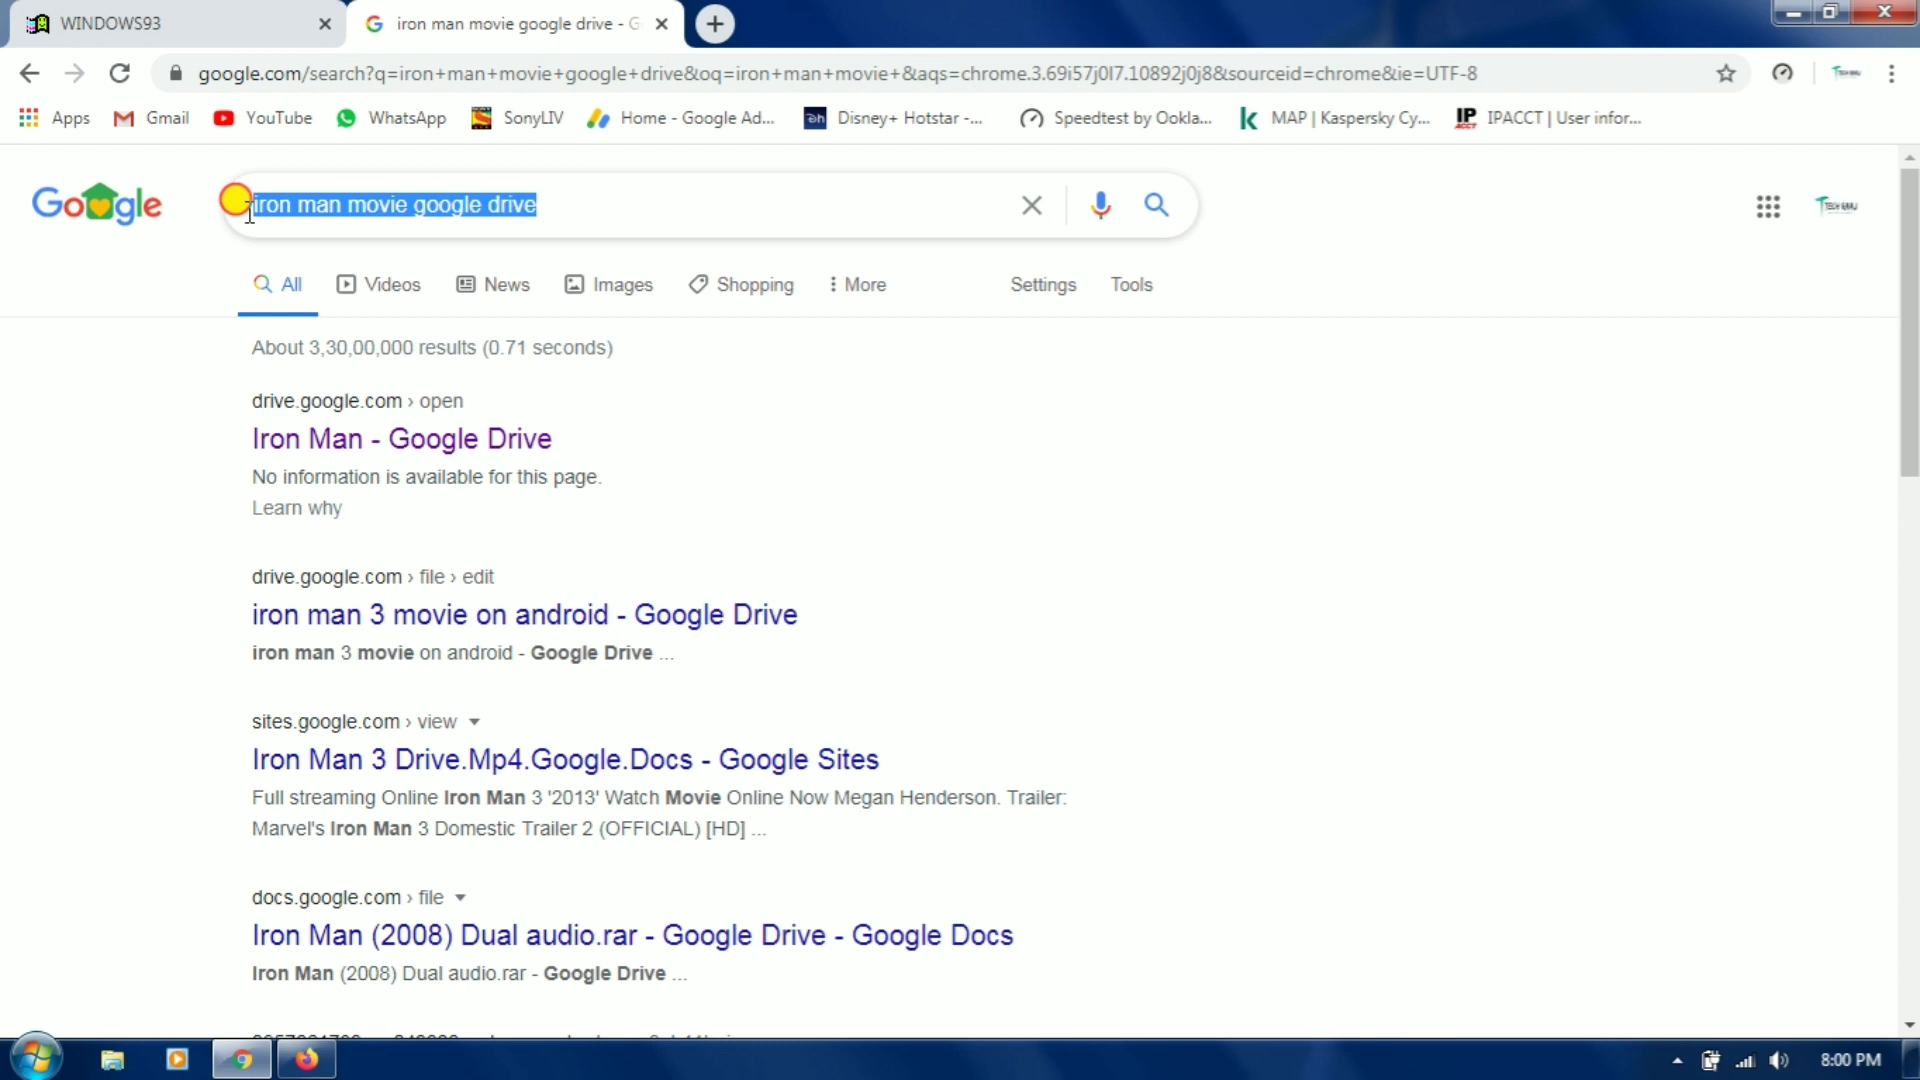 WINDOWS93
iron man movie google drive - G
google.com/search?q=iron+man+movie+google+drive&oq=iron+man+movie+&aqs=chrome.3.69i57j0l7.10892j0j8&sourceid=chrome&ie=UTF-8
Apps
Gmail
YouTube
WhatsApp
SonyLIV
Home - Google Ad...
Disney+ Hotstar -...
Speedtest by Ookla...
MAP | Kaspersky Cy...
IPACCT | User infor...
Google
iron man movie google drive
All
Videos
News
Images
Shopping
More
Settings
Tools
About 3,30,00,000 results (0.71 seconds)
drive.google.com › open
Iron Man - Google Drive
No information is available for this page.
Learn why
drive.google.com › file › edit
iron man 3 movie on android - Google Drive
iron man 3 movie on android - Google Drive ...
sites.google.com › view
Iron Man 3 Drive.Mp4.Google.Docs - Google Sites
Full streaming Online Iron Man 3 '2013' Watch Movie Online Now Megan Henderson. Trailer:
Marvel's Iron Man 3 Domestic Trailer 2 (OFFICIAL) [HD] ...
docs.google.com › file
Iron Man (2008) Dual audio.rar - Google Drive - Google Docs
Iron Man (2008) Dual audio.rar - Google Drive ...
8:00 PM